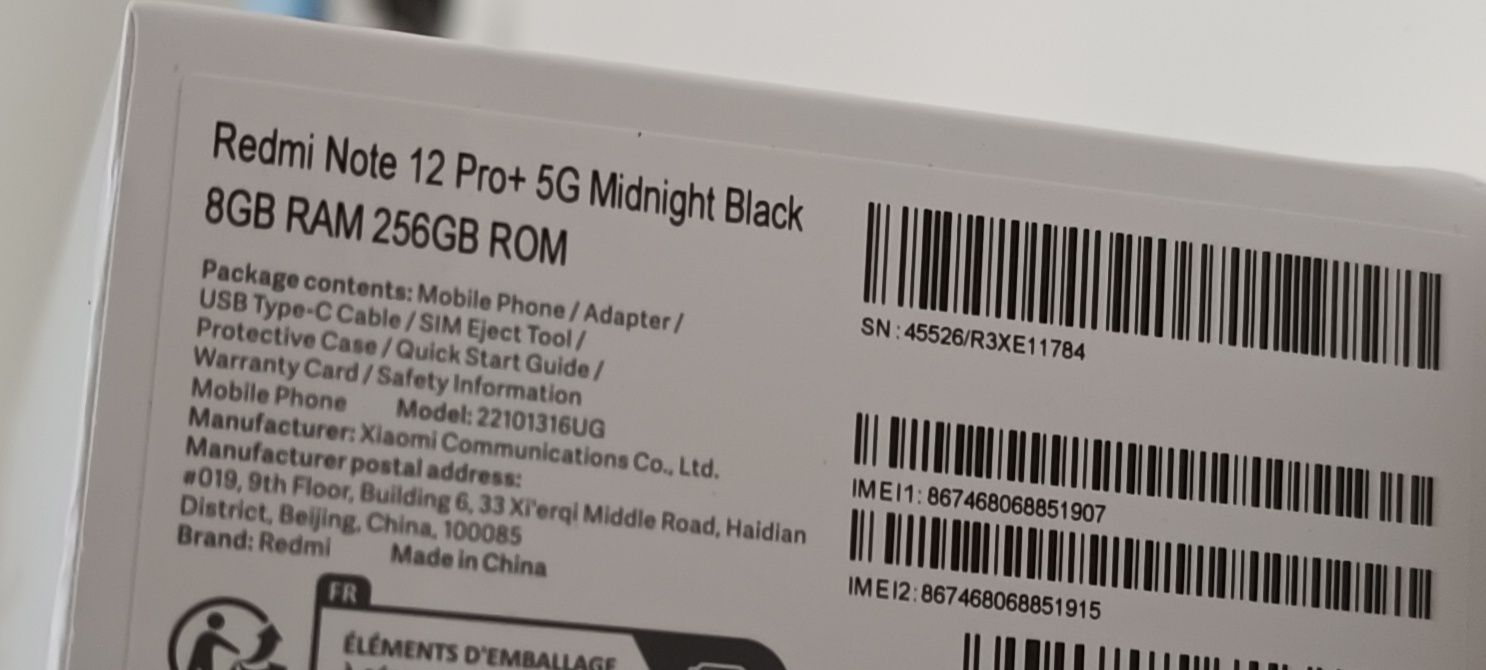 Redmi Note 12 Pro+ 5G Midnight Black
8GB RAM 256GB ROM
Package contents: Mobile Phone / Adapter /
USB Type-C Cable / SIM Eject Tool /
Protective Case / Quick Start Guide /
Warranty Card / Safety Information
Mobile Phone Model: 22101316UG
Manufacturer: Xiaomi Communications Co., Ltd.
Manufacturer postal address:
#019, 9th Floor, Building 6, 33 Xi'erqi Middle Road, Haidian
District, Beijing, China, 100085
Brand: Redmi Made in China
FR
ÉLÉMENTS D'EMBALLAGE
SN: 45526/R3XE11784
IMEI1: 867468068851907
IMEI2: 867468068851915